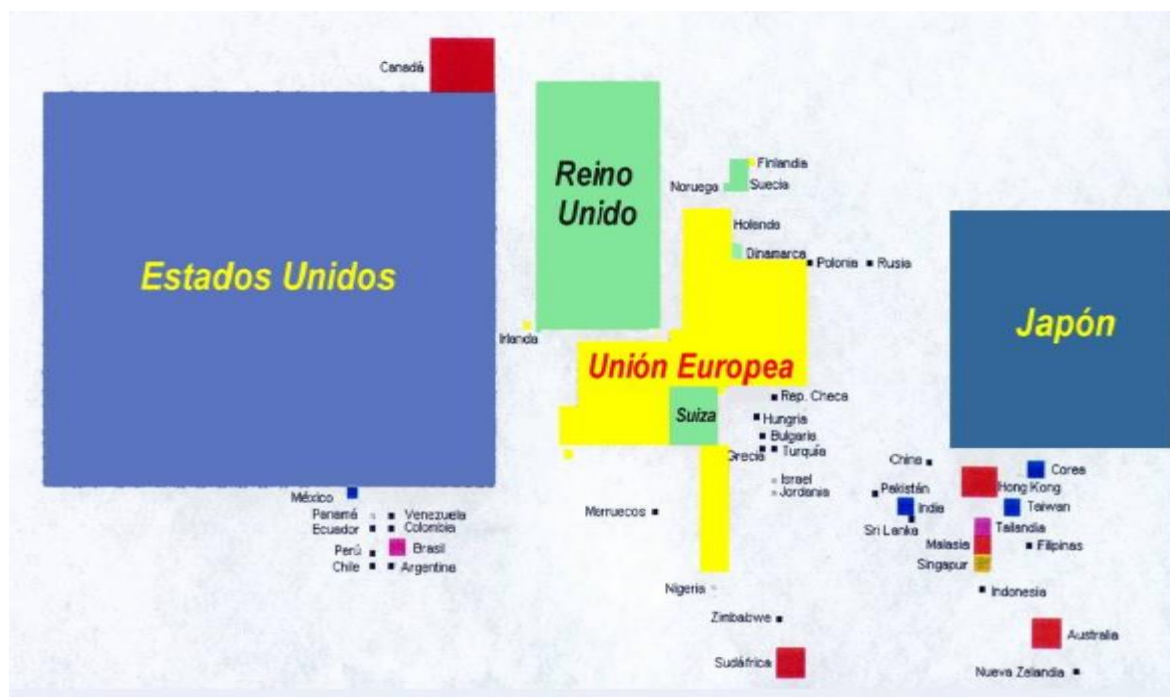 Canadá
Estados Unidos
Reino
Unido
Finlandia
Noruega
Suecia
Holanda
Dinamarca
Polonia
Rusia
Irlanda
Unión Europea
Suiza
Japón
Rep. Checa
Hungria
Bulgaria
Grecia
Turquía
Israel
Jordania
Merruecos
Nigeria
Zimbabwe
Sudáfrica
México
Panamá
Venezuela
Ecuador
Colombia
Perú
Brasil
Chile
Argentina
China
Corea
Pakistán
Hong Kong
India
Taiwan
Sri Lanka
Tailandia
Malasia
Filipinas
Singapur
Indonesia
Australia
Nueva Zelandia